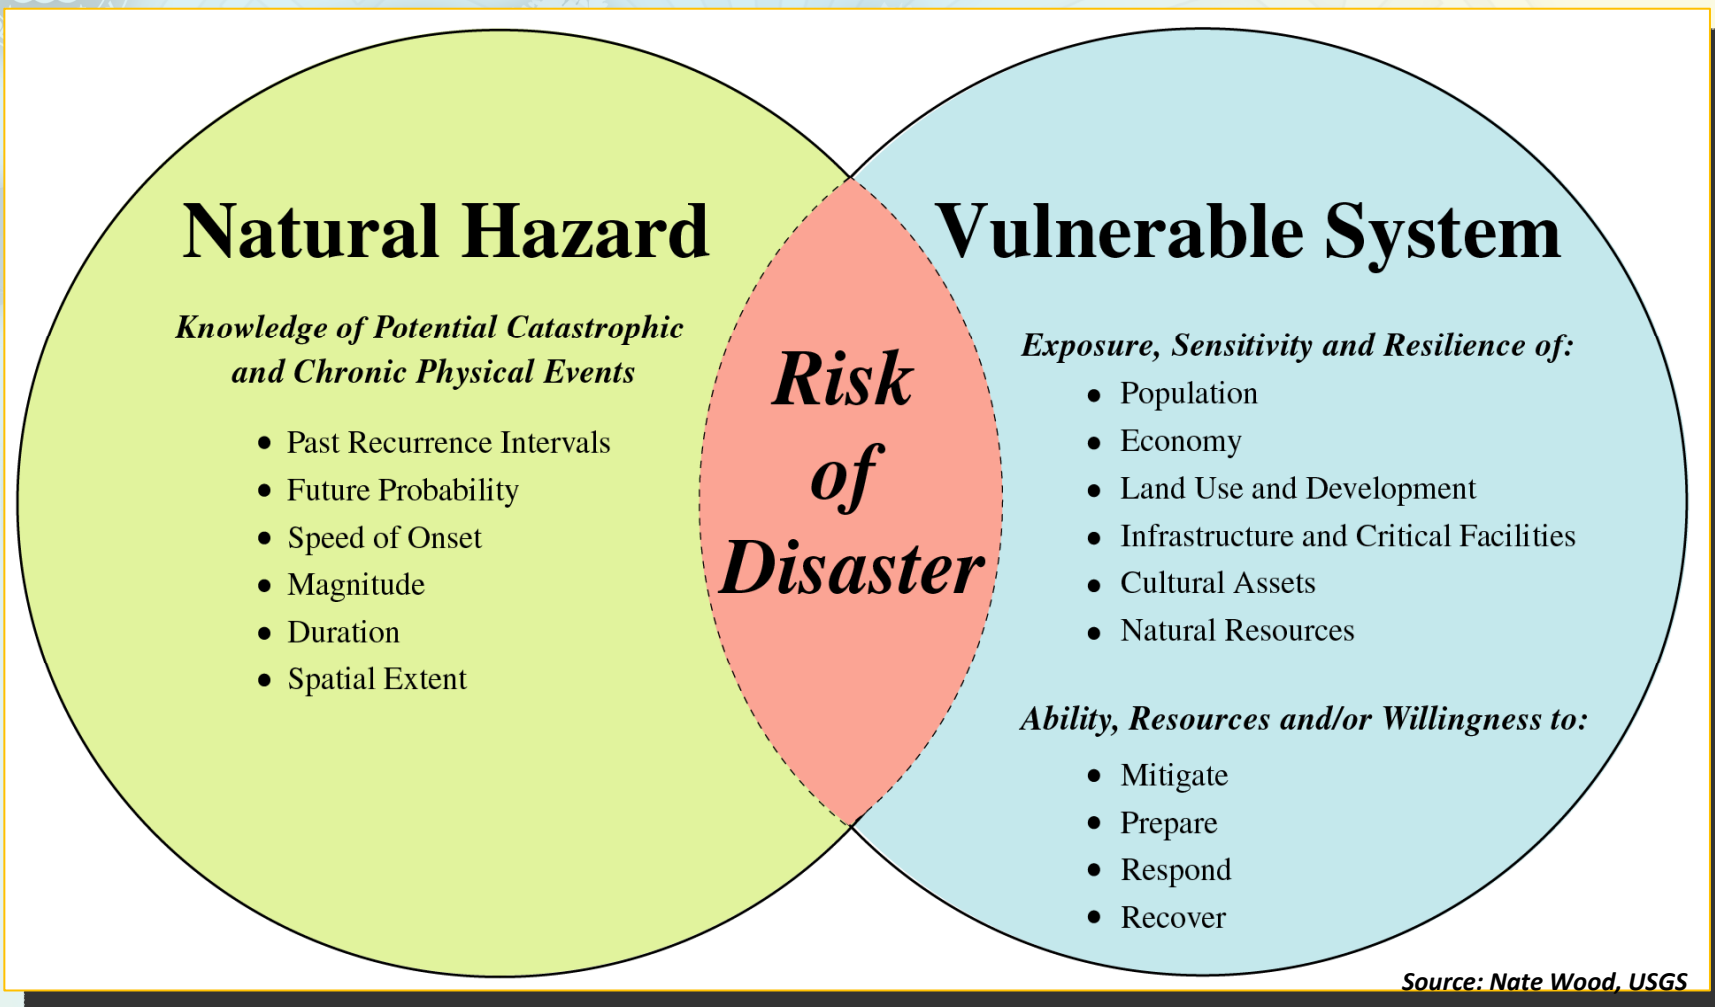 Natural Hazard
Knowledge of Potential Catastrophic
and Chronic Physical Events
• Past Recurrence Intervals
• Future Probability
• Speed of Onset
• Magnitude
• Duration
• Spatial Extent
Risk
of
Disaster
Vulnerable System
Exposure, Sensitivity and Resilience of:
• Population
• Economy
• Land Use and Development
• Infrastructure and Critical Facilities
• Cultural Assets
• Natural Resources
Ability, Resources and/or Willingness to:
• Mitigate
• Prepare
• Respond
• Recover
Source: Nate Wood, USGS